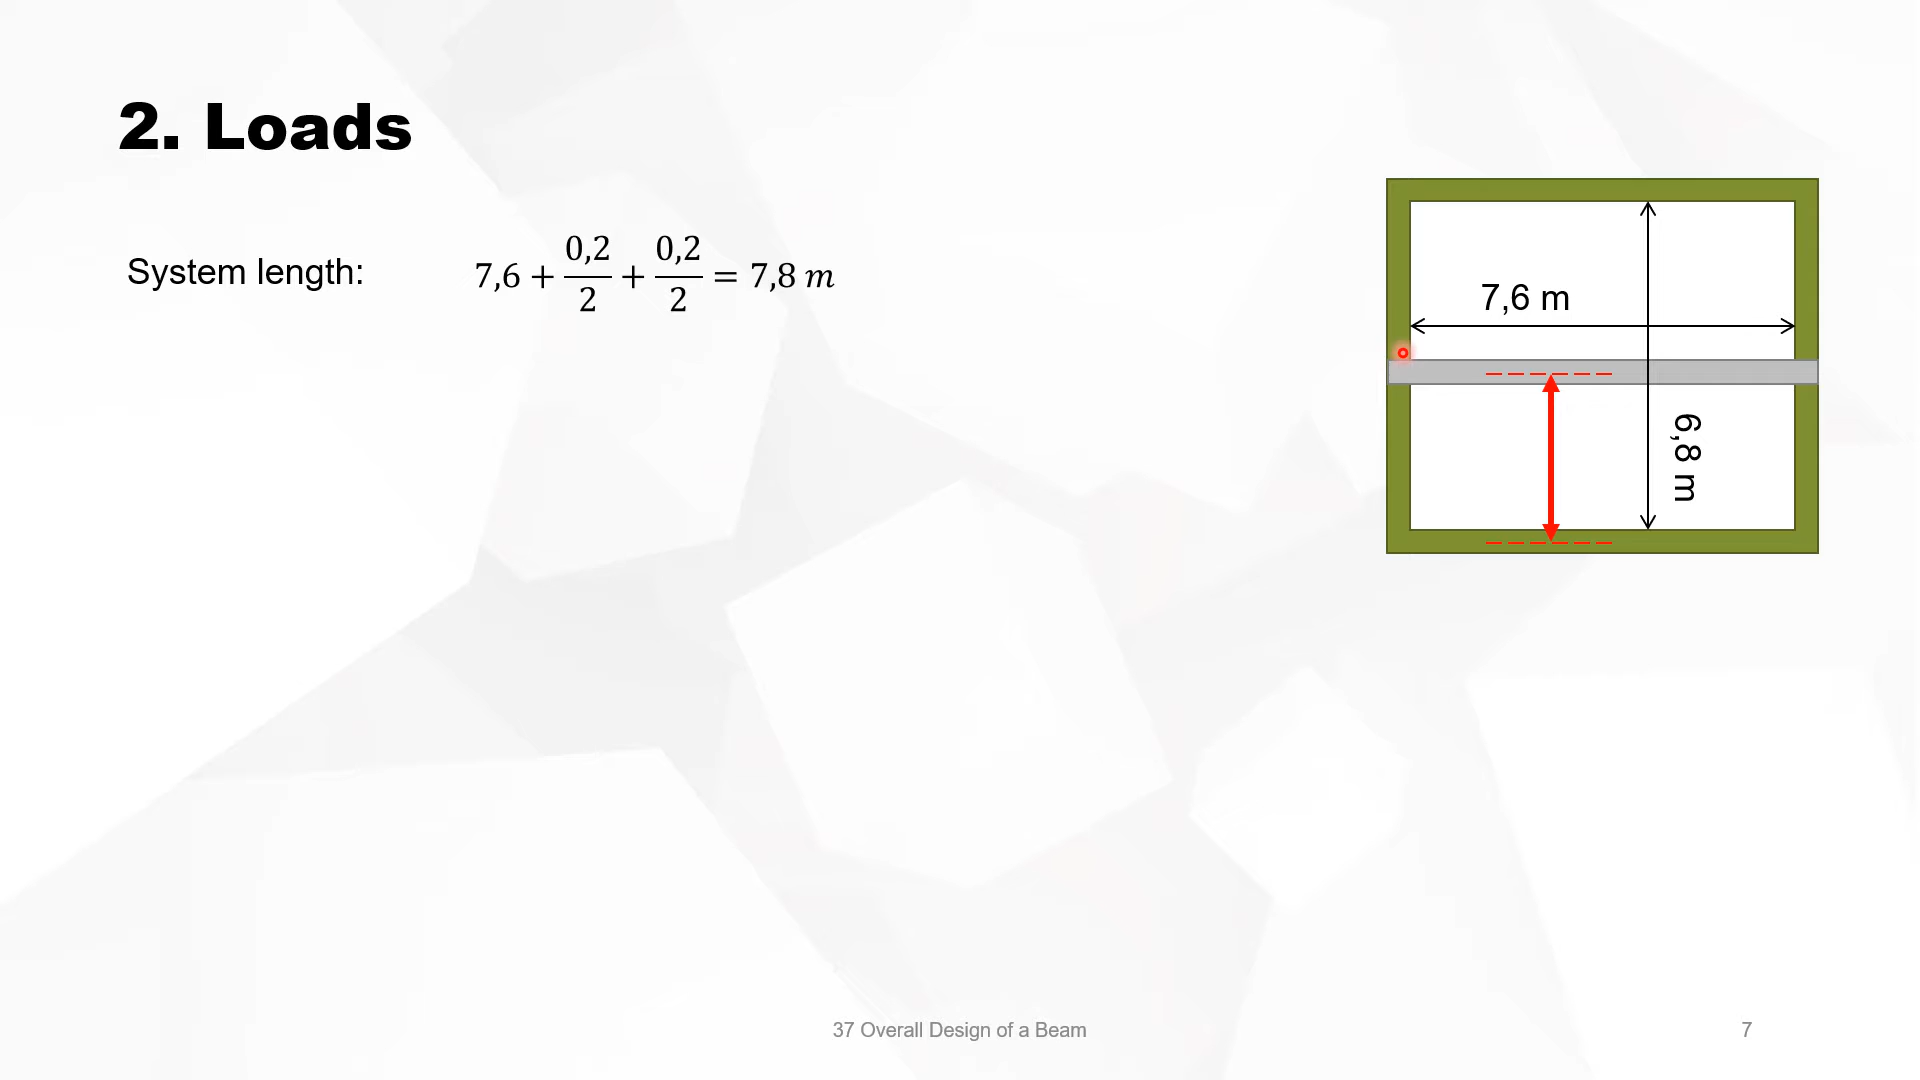 2. Loads
System length: 7,6 + 0,2/2 + 0,2/2 = 7,8 m
7,6 m
6,8 m
37 Overall Design of a Beam
7